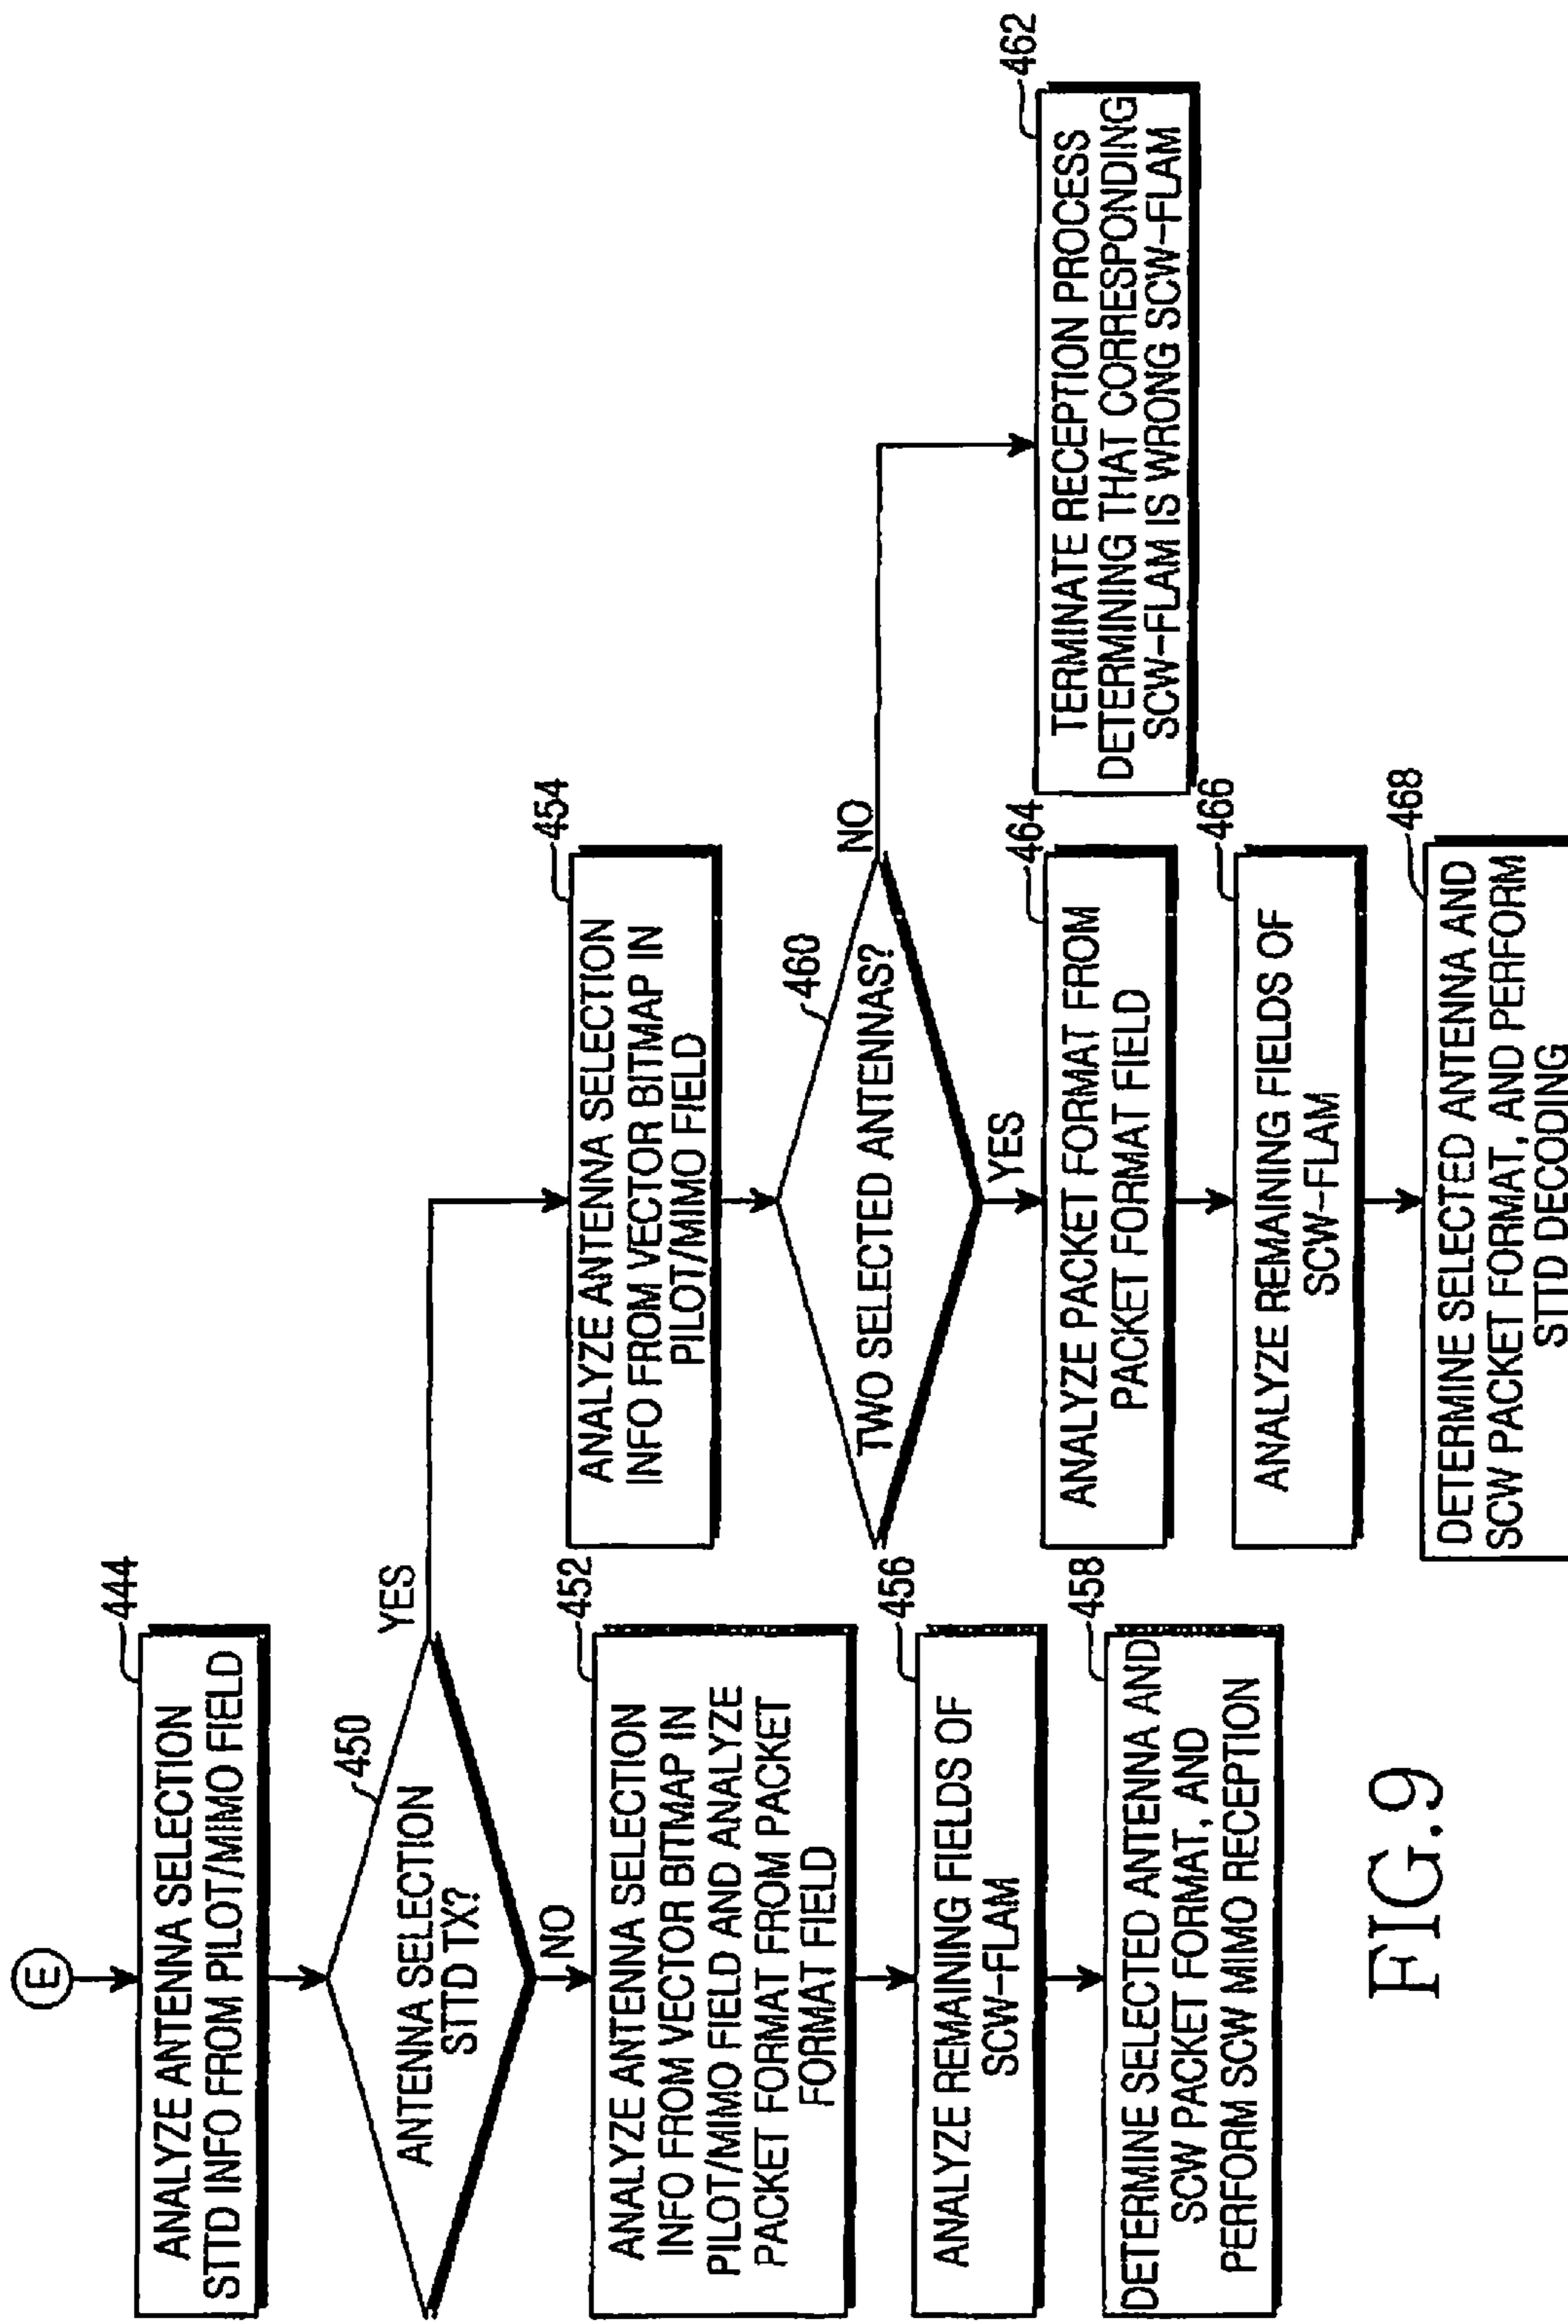 E
444
ANALYZE ANTENNA SELECTION
STTD INFO FROM PILOT/MIMO FIELD
450
ANTENNA SELECTION
STTD TX?
YES
NO
452
ANALYZE ANTENNA SELECTION
INFO FROM VECTOR BITMAP IN
PILOT/MIMO FIELD AND ANALYZE
PACKET FORMAT FROM PACKET
FORMAT FIELD
456
ANALYZE REMAINING FIELDS OF
SCW-FLAM
458
DETERMINE SELECTED ANTENNA AND
SCW PACKET FORMAT, AND
PERFORM SCW MIMO RECEPTION
454
ANALYZE ANTENNA SELECTION
INFO FROM VECTOR BITMAP IN
PILOT/MIMO FIELD
460
TWO SELECTED ANTENNAS?
NO
YES
464
ANALYZE PACKET FORMAT FROM
PACKET FORMAT FIELD
466
ANALYZE REMAINING FIELDS OF
SCW-FLAM
468
DETERMINE SELECTED ANTENNA AND
SCW PACKET FORMAT, AND PERFORM
STTD DECODING
462
TERMINATE RECEPTION PROCESS
DETERMINING THAT CORRESPONDING
SCW-FLAM IS WRONG SCW-FLAM
FIG.9